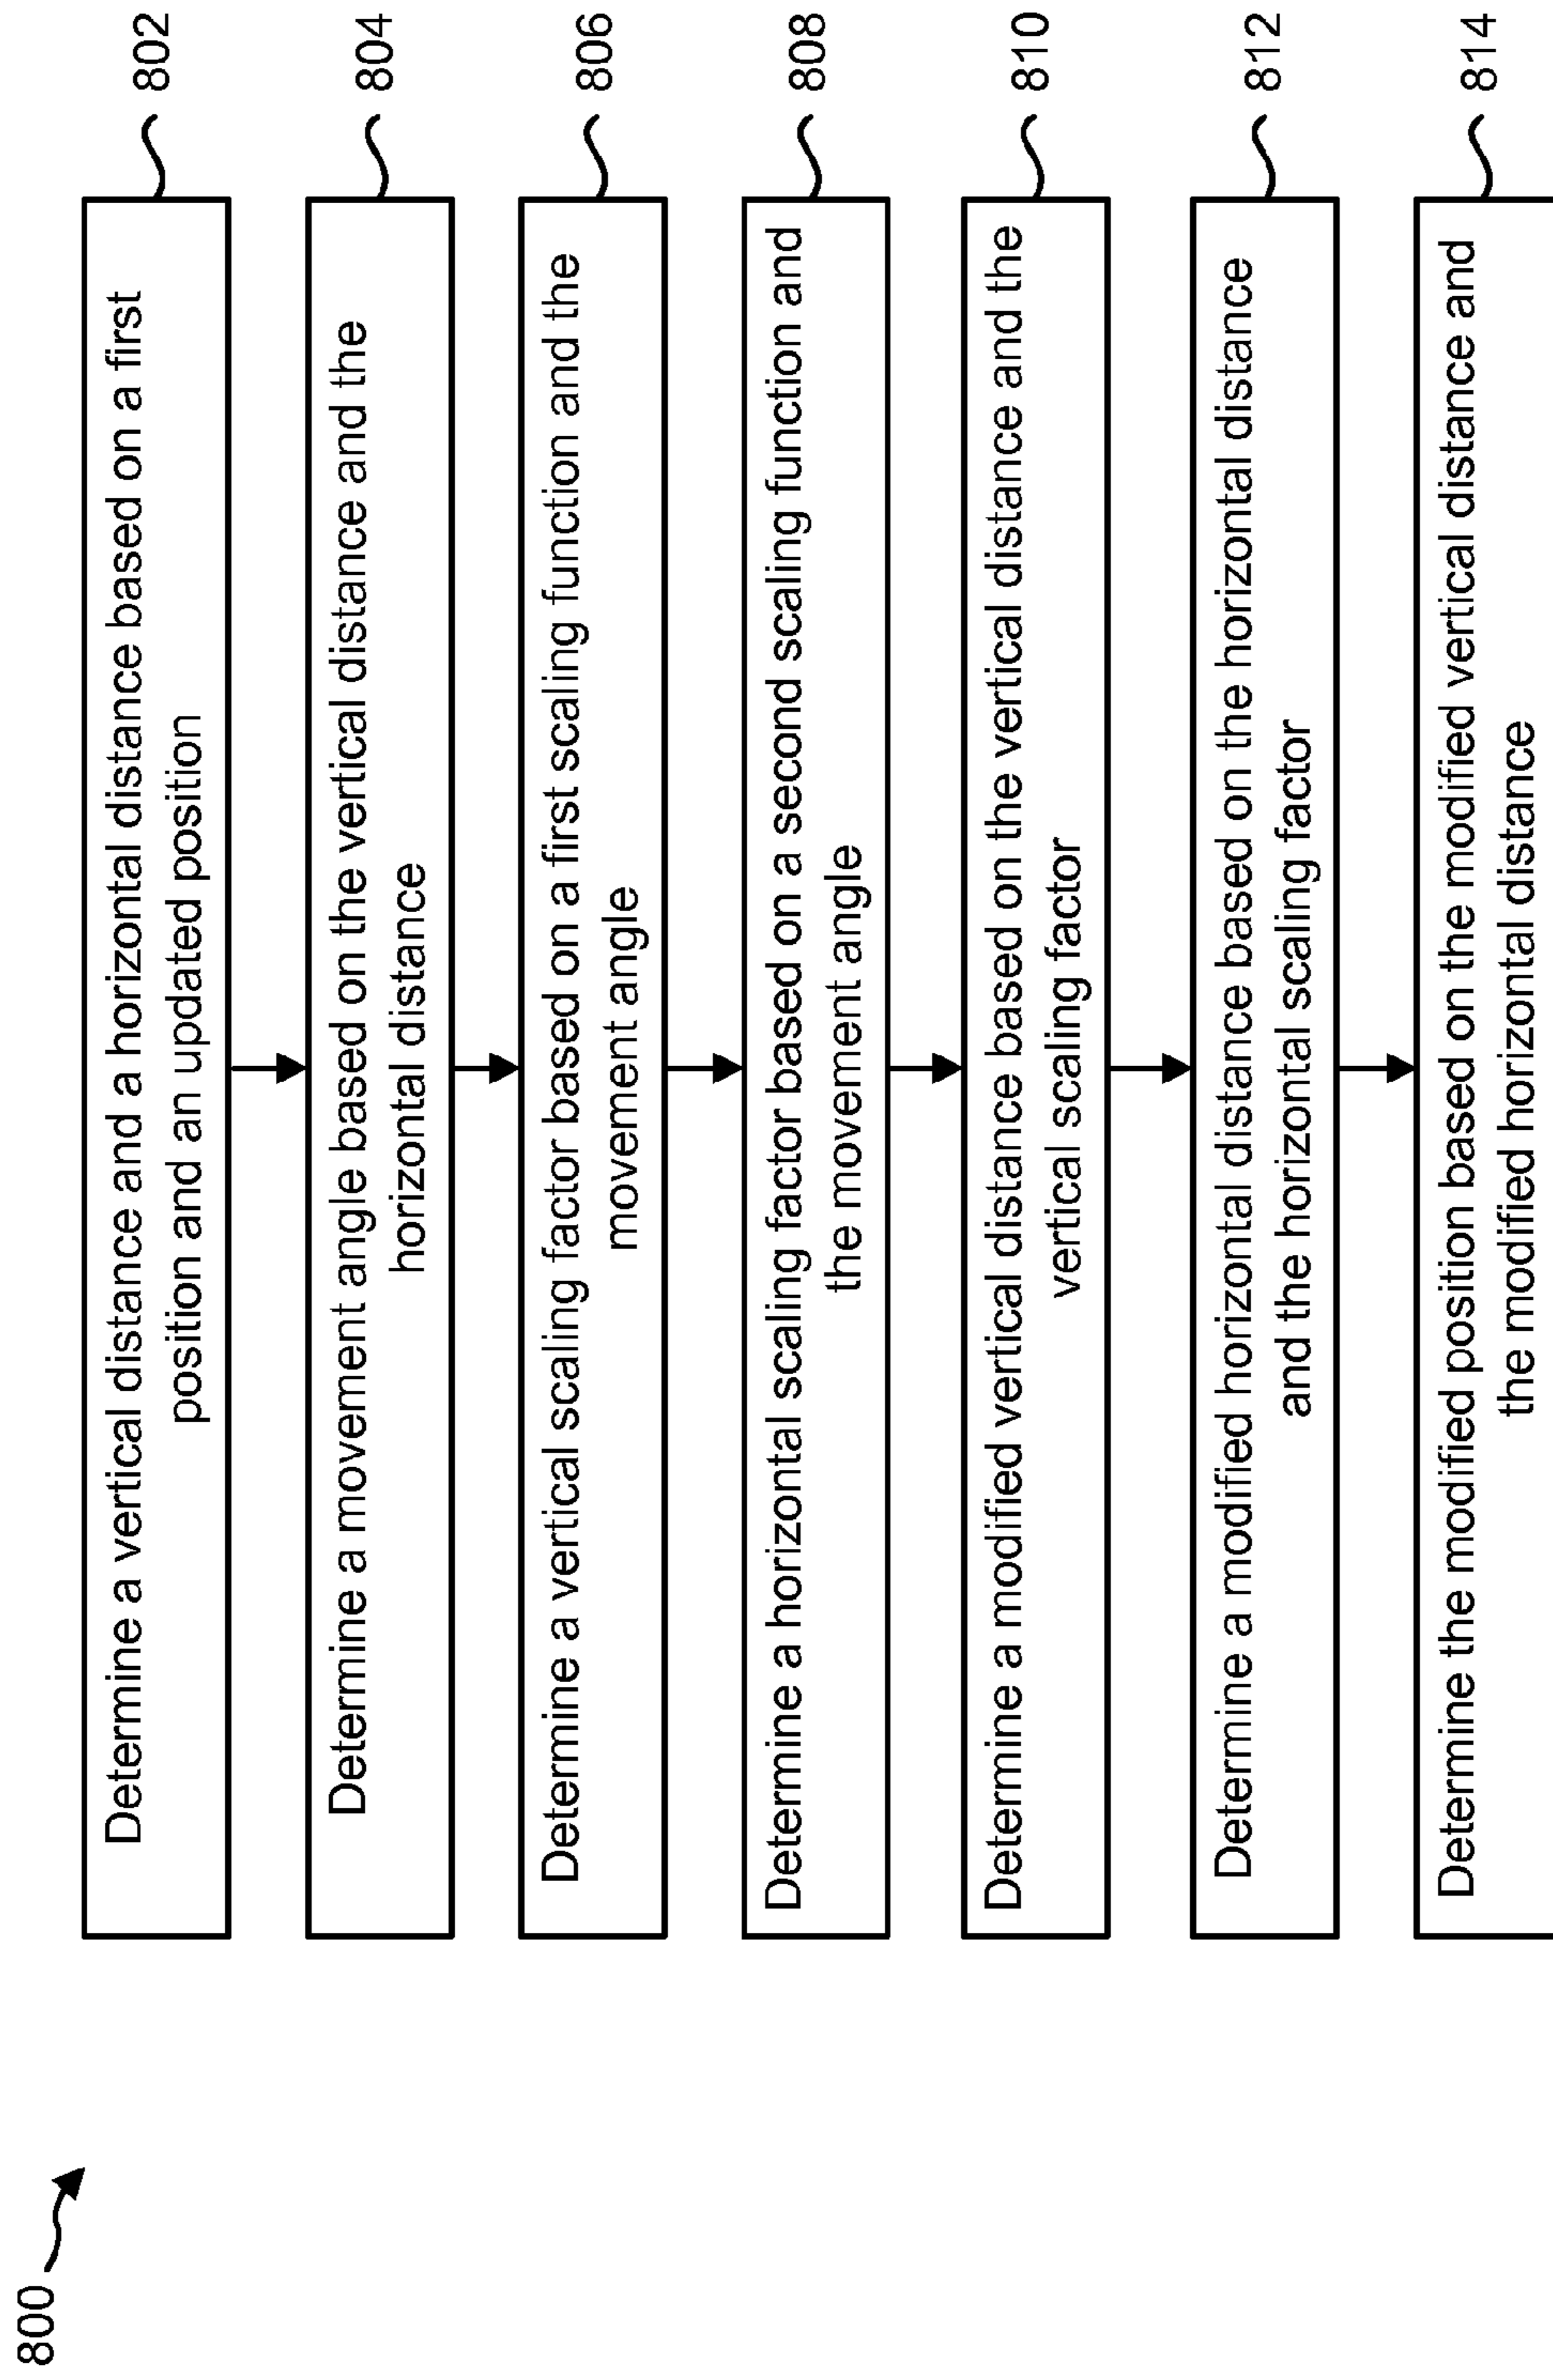 800
Determine a vertical distance and a horizontal distance based on a first
position and an updated position
802
Determine a movement angle based on the vertical distance and the
horizontal distance
804
Determine a vertical scaling factor based on a first scaling function and the
movement angle
806
Determine a horizontal scaling factor based on a second scaling function and
the movement angle
808
Determine a modified vertical distance based on the vertical distance and the
vertical scaling factor
810
Determine a modified horizontal distance based on the horizontal distance
and the horizontal scaling factor
812
Determine the modified position based on the modified vertical distance and
the modified horizontal distance
814